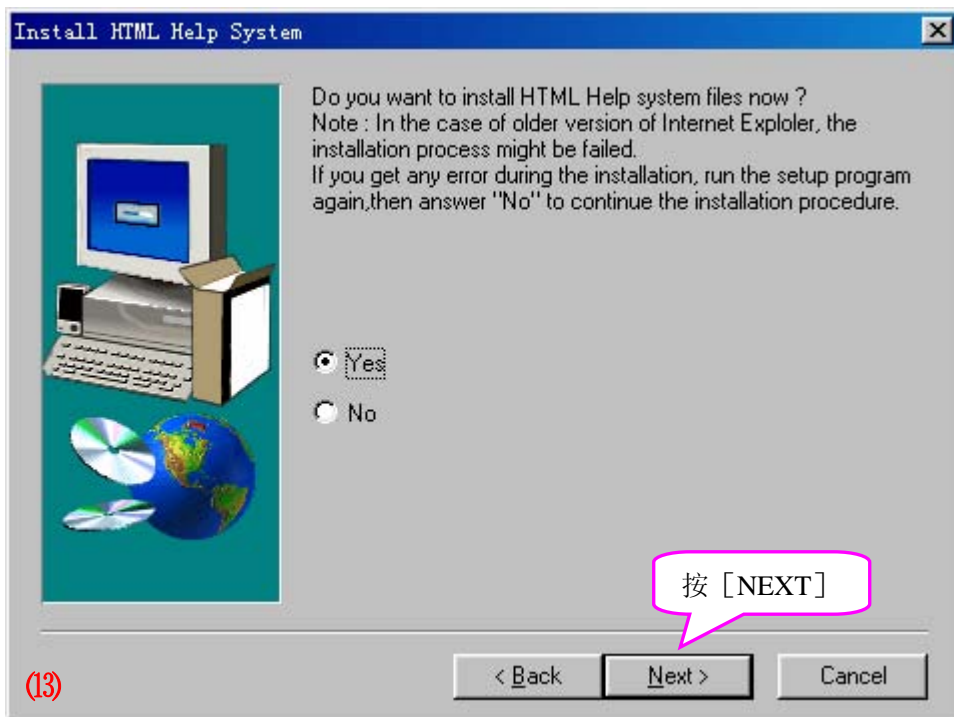 Install HTML Help System
Do you want to install HTML Help system files now ?
Note : In the case of older version of Internet Exploler, the
installation process might be failed.
If you get any error during the installation, run the setup program
again,then answer "No" to continue the installation procedure.
Yes
No
按［NEXT］
< Back
Next >
Cancel
(13)